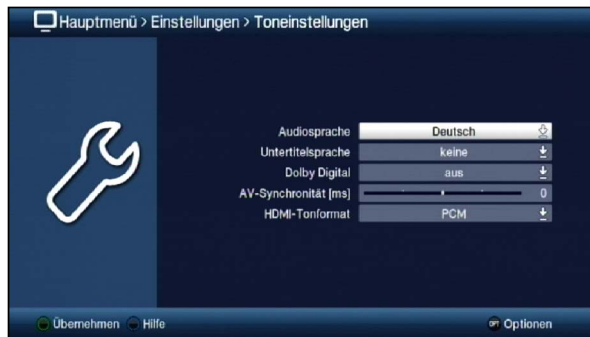 Hauptmenü > Einstellungen > Toneinstellungen
Audiosprache Deutsch
Untertitelsprache keine
Dolby Digital aus
AV-Synchronität [ms] 0
HDMI-Tonformat PCM
Übernehmen Hilfe OPT Optionen